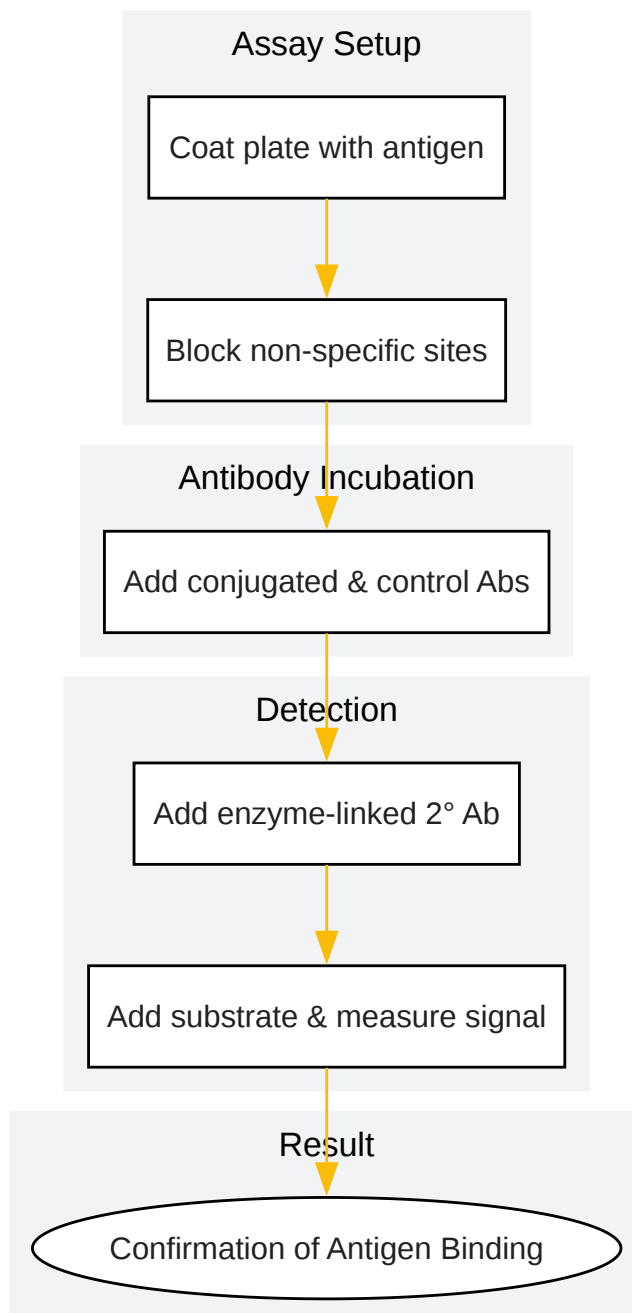 Assay Setup
Coat plate with antigen
Block non-specific sites
Antibody Incubation
Add conjugated & control Abs
Detection
Add enzyme-linked 2° Ab
Add substrate & measure signal
Result
Confirmation of Antigen Binding